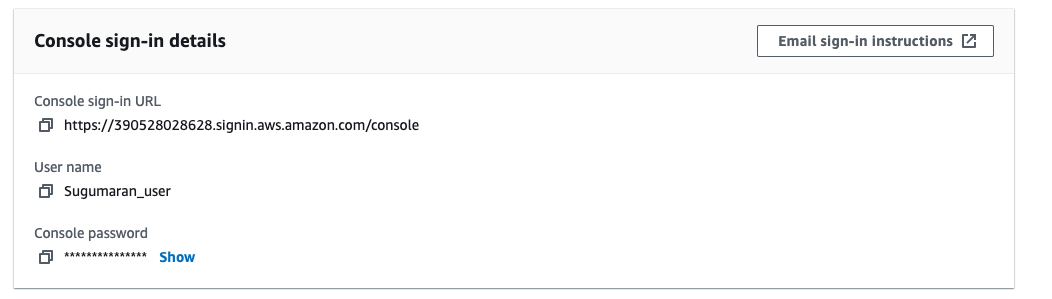 Console sign-in details
Email sign-in instructions
Console sign-in URL
https://390528028628.signin.aws.amazon.com/console
User name
Sugumaran_user
Console password
*************** Show